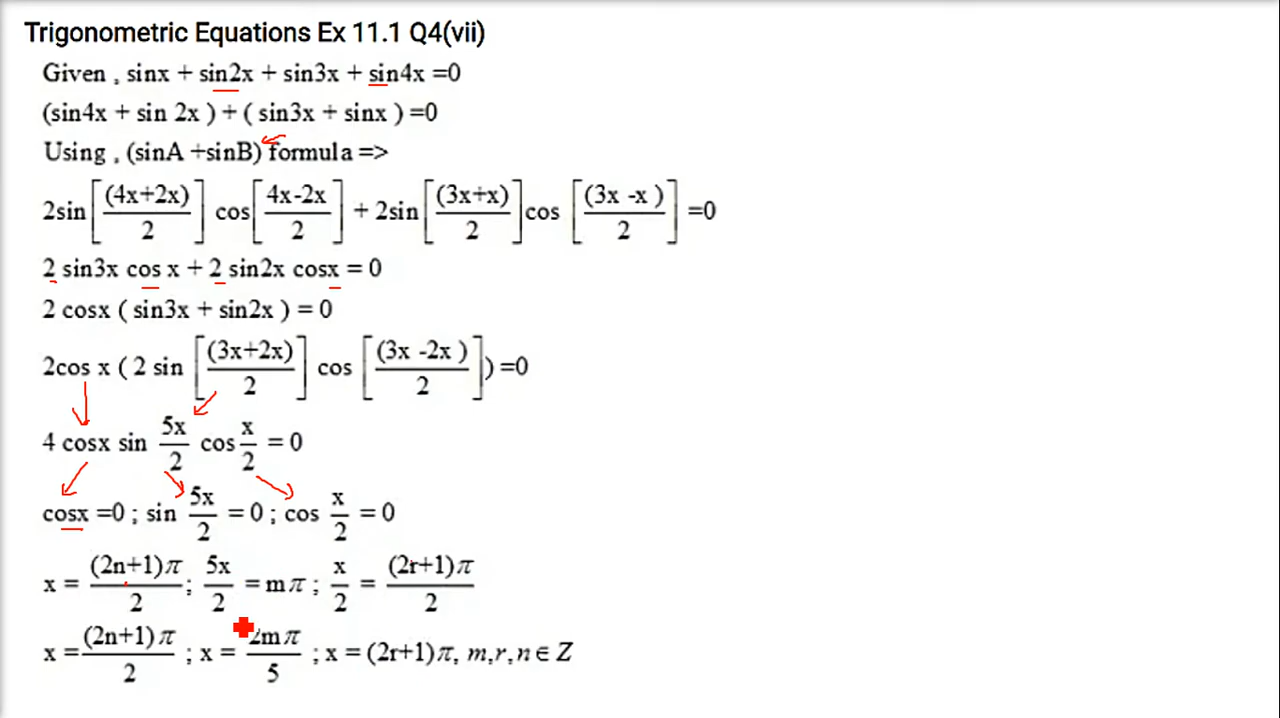 Trigonometric Equations Ex 11.1 Q4(vii)
Given , sinx + sin2x + sin3x + sin4x =0
(sin4x + sin 2x ) + ( sin3x + sinx ) =0
Using , (sinA +sinB) formula =>
2sin [(4x+2x)/2] cos [4x-2x/2] + 2sin [(3x+x)/2] cos [(3x -x )/2] =0
2 sin3x cos x + 2 sin2x cosx = 0
2 cosx ( sin3x + sin2x ) = 0
2cos x ( 2 sin [(3x+2x)/2] cos [(3x -2x )/2]) =0
4 cosx sin 5x/2 cos x/2 = 0
cosx =0 ; sin 5x/2 = 0 ; cos x/2 = 0
x = (2n+1)π/2 ; 5x/2 = mπ ; x/2 = (2r+1)π/2
x = (2n+1)π/2 ; x = 2mπ/5 ; x = (2r+1)π, m,r,n ∈ Z